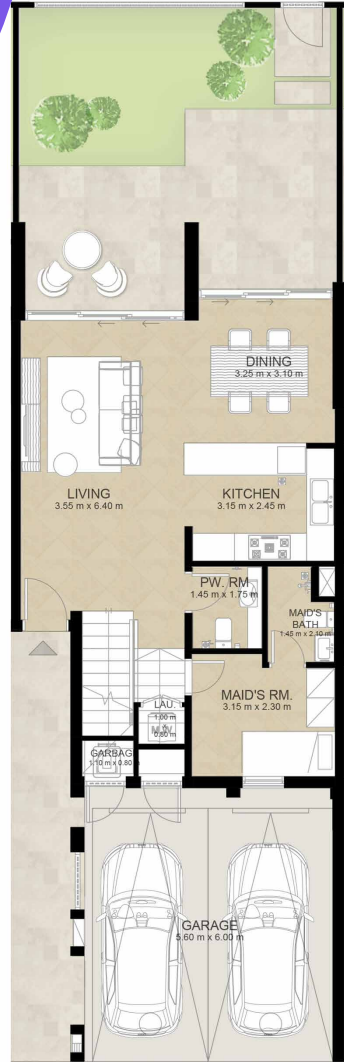 DINING
3.25 m x 3.10 m
LIVING
3.55 m x 6.40 m
KITCHEN
3.15 m x 2.45 m
PW. RM
1.45 m x 1.75 m
MAID'S
BATH
1.45 m x 2.10 m
MAID'S RM.
3.15 m x 2.30 m
LAU.
1.00 m
x
0.80 m
GARBAG
1.10 m x 0.80 m
GARAGE
5.60 m x 6.00 m